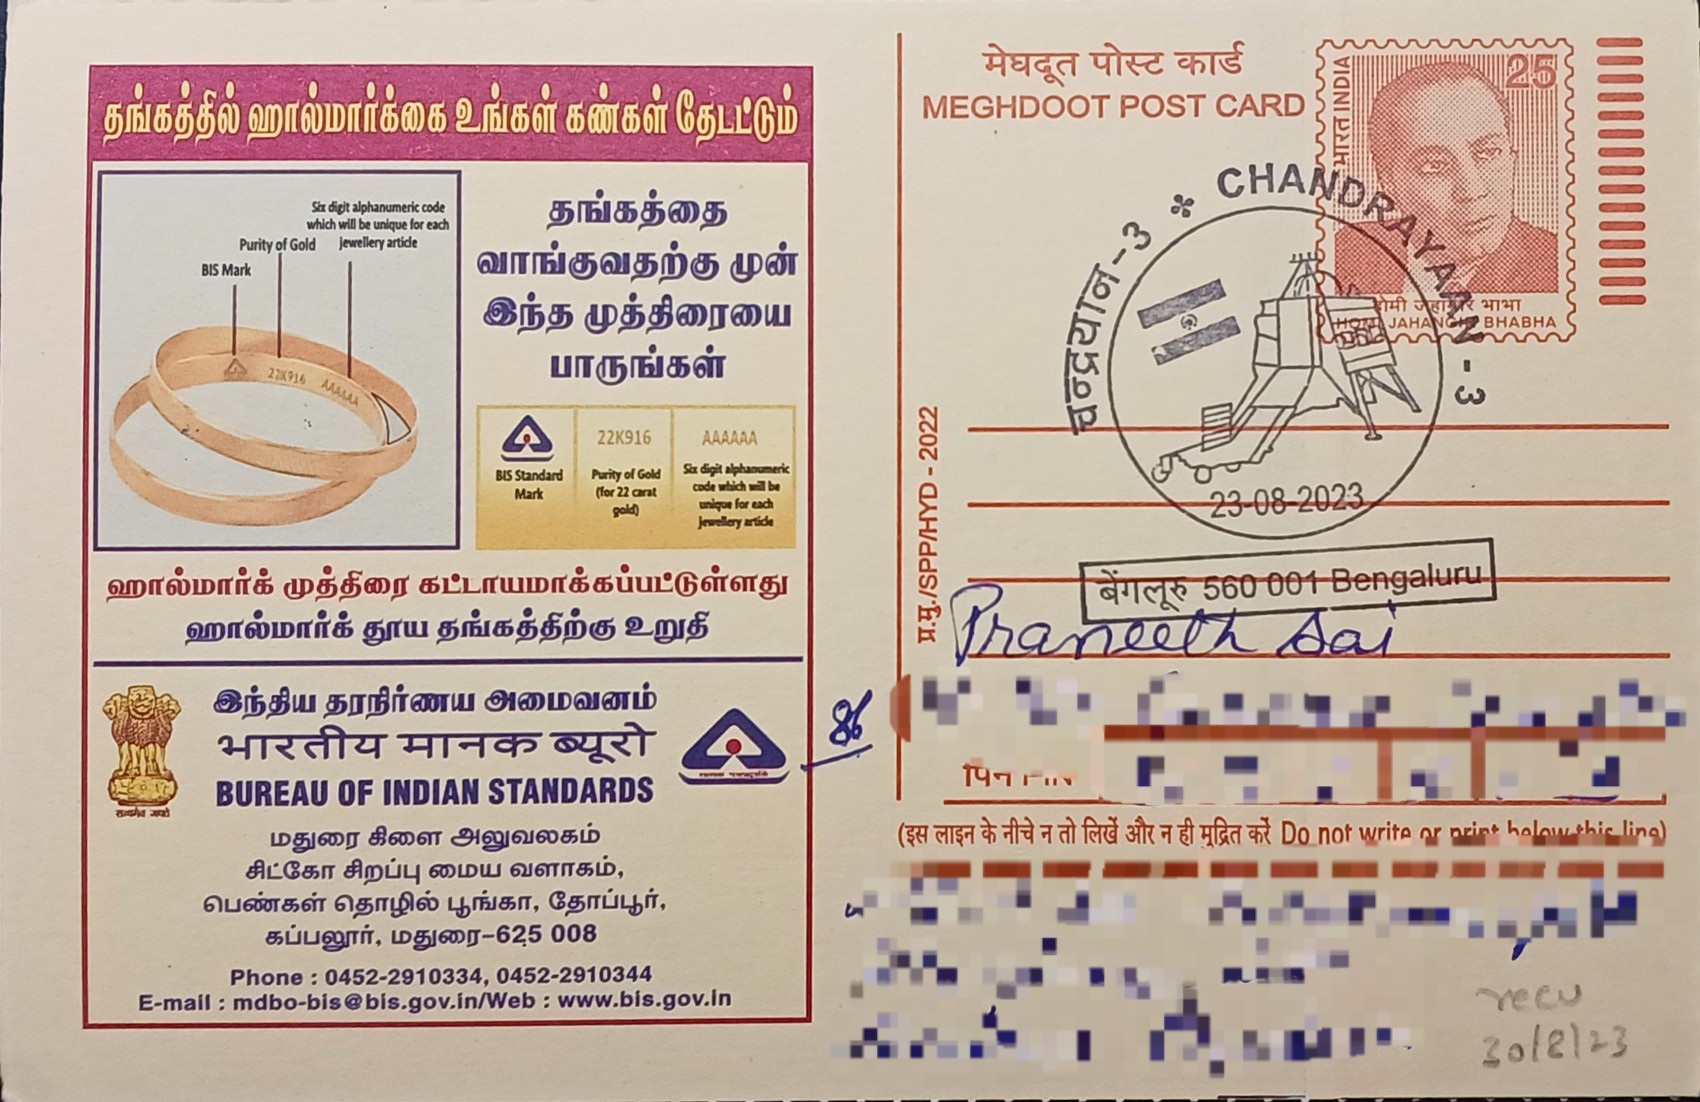 தங்கத்தில் ஹால்மார்க்கை உங்கள் கண்கள் தேடட்டும்
Six digit alphanumeric code
which will be unique for each
jewellery article
Purity of Gold
BIS Mark
22K916 AAAAAA
தங்கத்தை
வாங்குவதற்கு முன்
இந்த முத்திரையை
பாருங்கள்
BIS Standard
Mark
22K916
Purity of Gold
(for 22 carat
gold)
AAAAAA
Six digit alphanumeric
code which will be
unique for each
jewellery article
ஹால்மார்க் முத்திரை கட்டாயமாக்கப்பட்டுள்ளது
ஹால்மார்க் தூய தங்கத்திற்கு உறுதி
सत्यमेव जयते
இந்திய தரநிர்ணய அமைவனம்
भारतीय मानक ब्यूरो
BUREAU OF INDIAN STANDARDS
மதுரை கிளை அலுவலகம்
சிட்கோ சிறப்பு மைய வளாகம்,
பெண்கள் தொழில் பூங்கா, தோப்பூர்,
கப்பலூர், மதுரை-625 008
Phone : 0452-2910334, 0452-2910344
E-mail : mdbo-bis@bis.gov.in/Web : www.bis.gov.in
86
मेघदूत पोस्ट कार्ड
MEGHDOOT POST CARD
भारत INDIA
25
होमी जहांगीर भाभा
HOMI JAHANGIR BHABHA
चन्द्रयान-3 * CHANDRAYAAN-3
23-08-2023
बेंगलूरु 560 001 Bengaluru
प्र.मु./SPP/HYD - 2022
Praneeth Sai
पिन PIN
(इस लाइन के नीचे न तो लिखें और न ही मुद्रित करें Do not write or print below this line)
recd
30/8/23